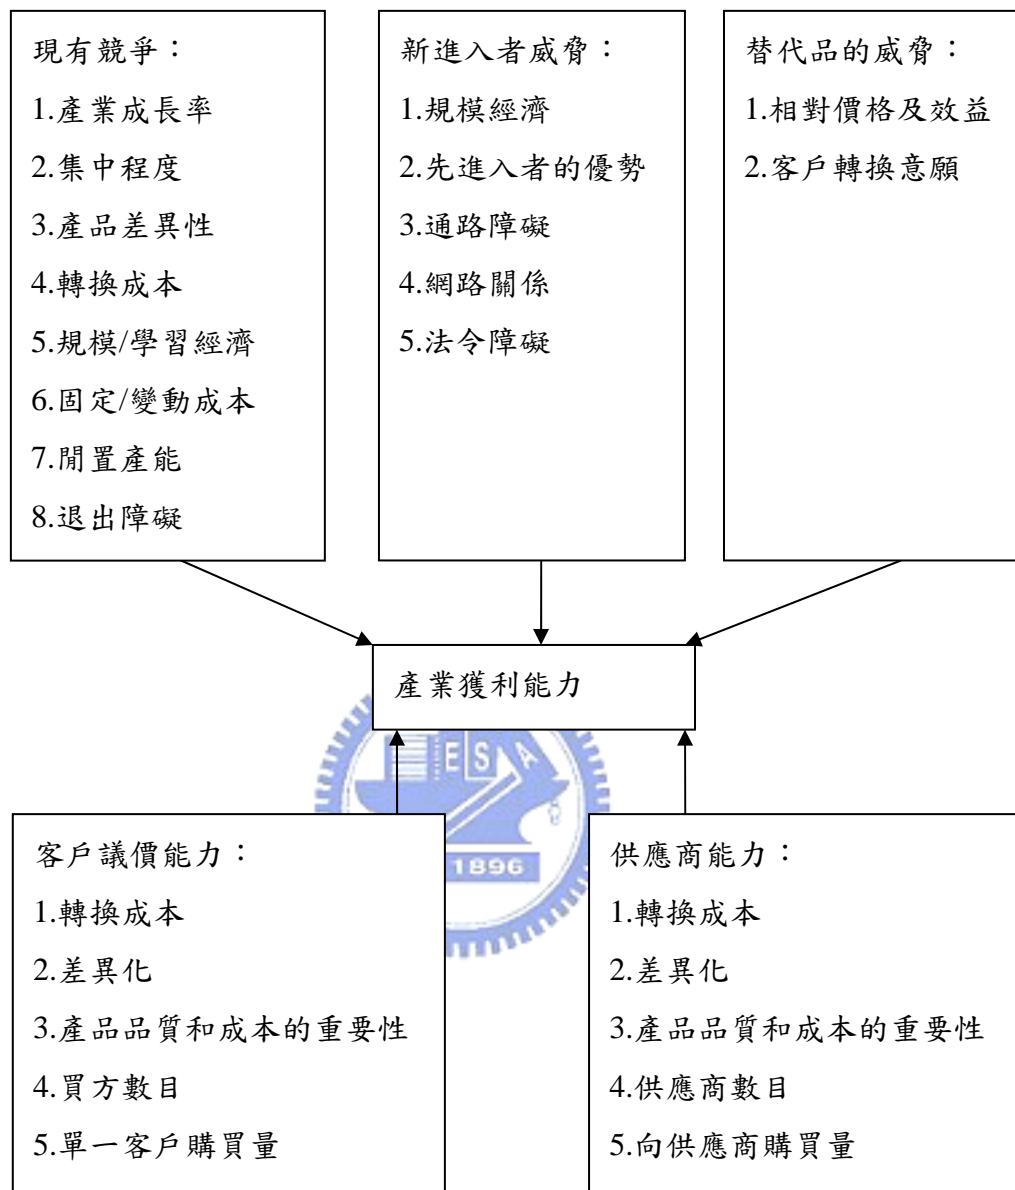 現有競爭：
1.產業成長率
2.集中程度
3.產品差異性
4.轉換成本
5.規模/學習經濟
6.固定/變動成本
7.閒置產能
8.退出障礙
新進入者威脅：
1.規模經濟
2.先進入者的優勢
3.通路障礙
4.網路關係
5.法令障礙
替代品的威脅：
1.相對價格及效益
2.客戶轉換意願
產業獲利能力
E S A
1896
客戶議價能力：
1.轉換成本
2.差異化
3.產品品質和成本的重要性
4.買方數目
5.單一客戶購買量
供應商能力：
1.轉換成本
2.差異化
3.產品品質和成本的重要性
4.供應商數目
5.向供應商購買量